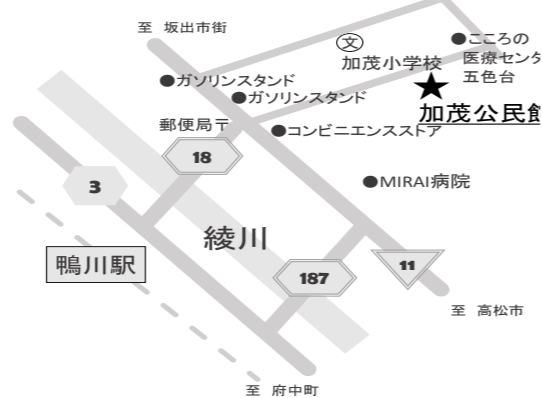 至 坂出市街
文
加茂小学校
●こころの
医療センタ
五色台
●ガソリンスタンド
●ガソリンスタンド
★
加茂公民館
郵便局〒
●コンビニエンスストア
18
●MIRAI病院
3
綾川
鴨川駅
187
11
至 高松市
至 府中町